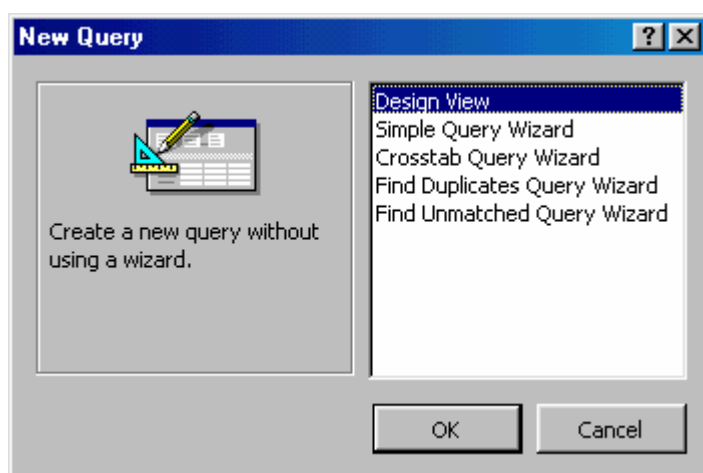 New Query
Create a new query without
using a wizard.
Design View
Simple Query Wizard
Crosstab Query Wizard
Find Duplicates Query Wizard
Find Unmatched Query Wizard
OK
Cancel